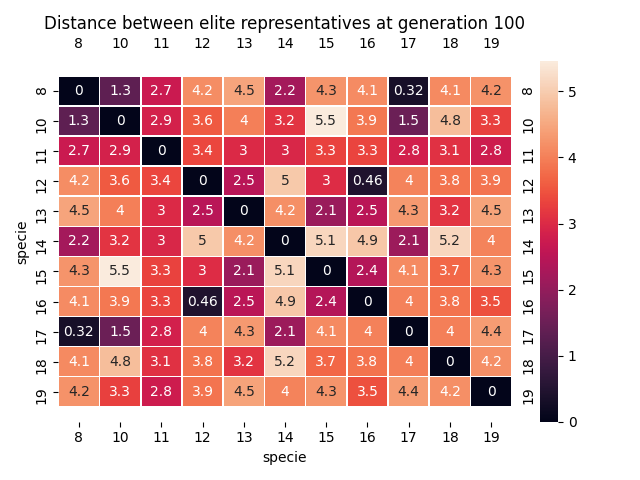 Distance between elite representatives at generation 100
8 10 11 12 13 14 15 16 17 18 19
8 0 1.3 2.7 4.2 4.5 2.2 4.3 4.1 0.32 4.1 4.2 8
10 1.3 0 2.9 3.6 4 3.2 5.5 3.9 1.5 4.8 3.3 10
11 2.7 2.9 0 3.4 3 3 3.3 3.3 2.8 3.1 2.8 11
12 4.2 3.6 3.4 0 2.5 5 3 0.46 4 3.8 3.9 12
13 4.5 4 3 2.5 0 4.2 2.1 2.5 4.3 3.2 4.5 13
14 2.2 3.2 3 5 4.2 0 5.1 4.9 2.1 5.2 4 14
15 4.3 5.5 3.3 3 2.1 5.1 0 2.4 4.1 3.7 4.3 15
16 4.1 3.9 3.3 0.46 2.5 4.9 2.4 0 4 3.8 3.5 16
17 0.32 1.5 2.8 4 4.3 2.1 4.1 4 0 4 4.4 17
18 4.1 4.8 3.1 3.8 3.2 5.2 3.7 3.8 4 0 4.2 18
19 4.2 3.3 2.8 3.9 4.5 4 4.3 3.5 4.4 4.2 0 19
8 10 11 12 13 14 15 16 17 18 19
specie
specie
5
4
3
2
1
0